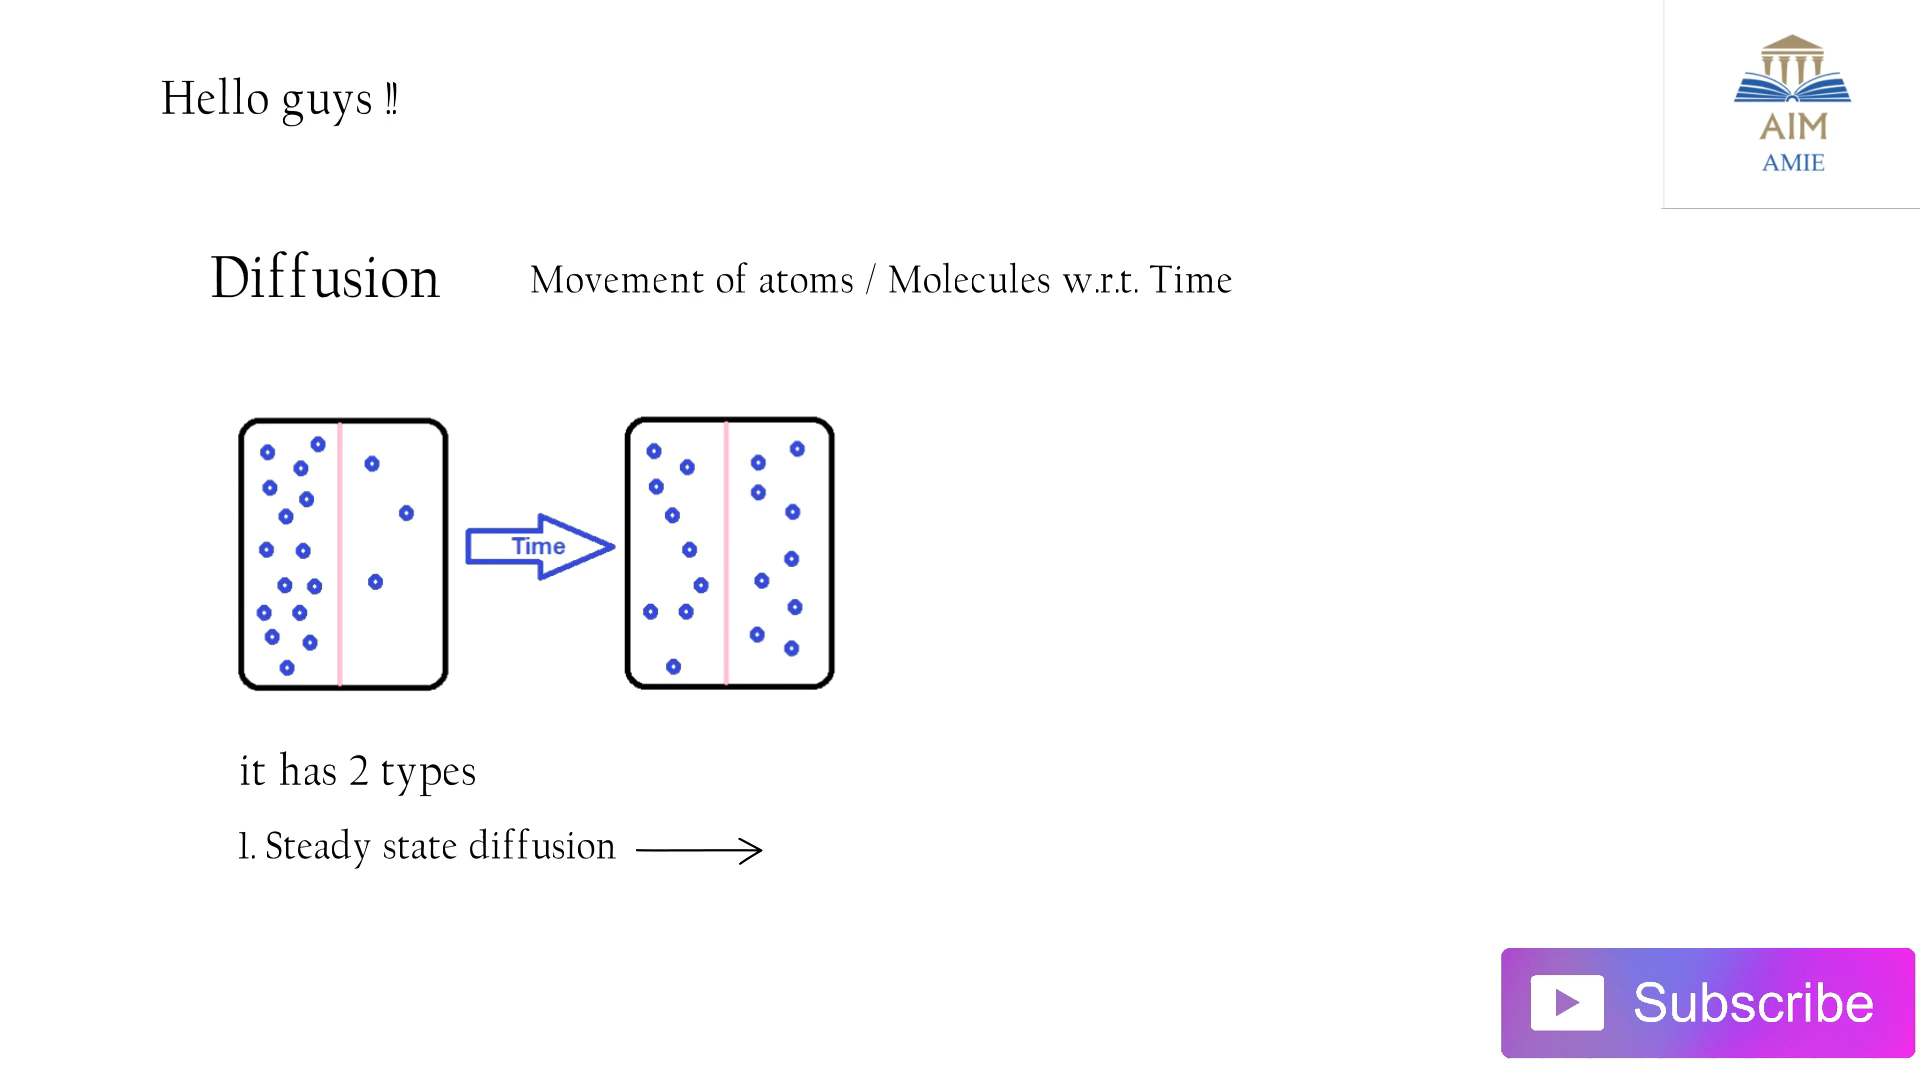 Hello guys !!
AIM
AMIE
Diffusion
Movement of atoms / Molecules w.r.t. Time
Time
it has 2 types
1. Steady state diffusion
Subscribe